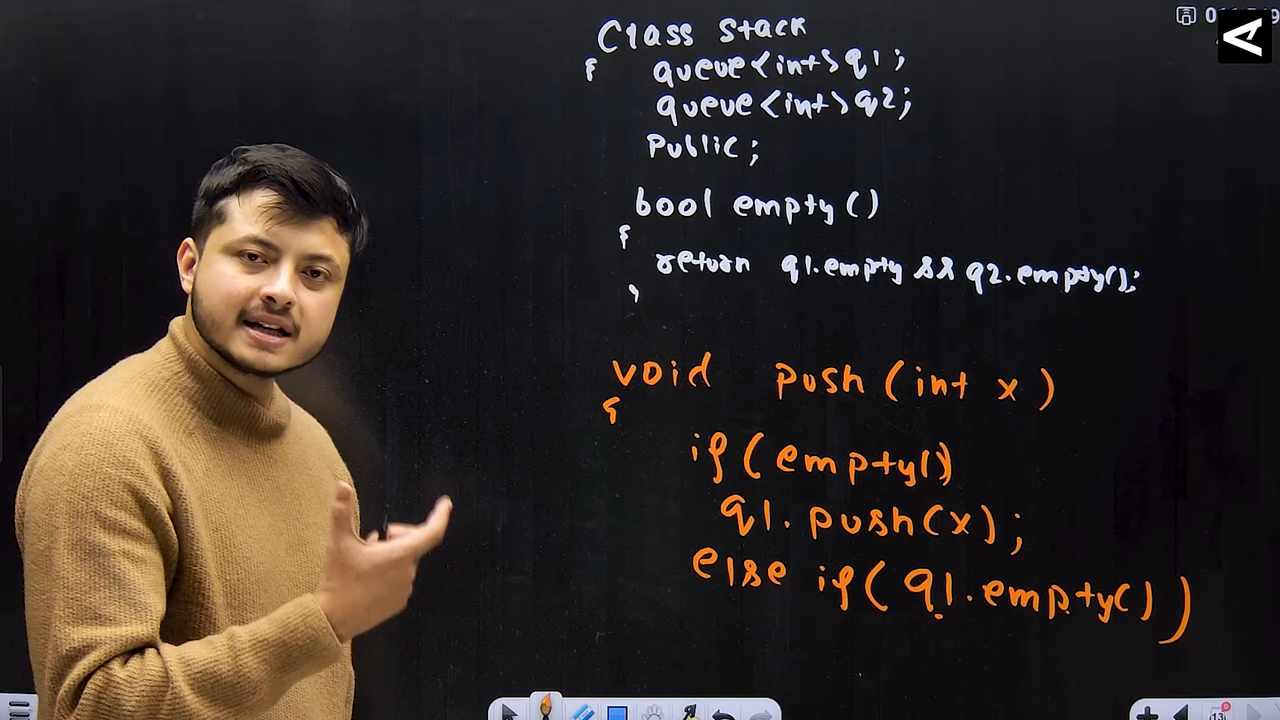 Class Stack
{ queue<int>q1;
queue<int>q2;
Public;
bool empty()
{
return q1.empty && q2.empty();
}
void push(int x)
{
if(empty())
q1.push(x);
else if(q1.empty())